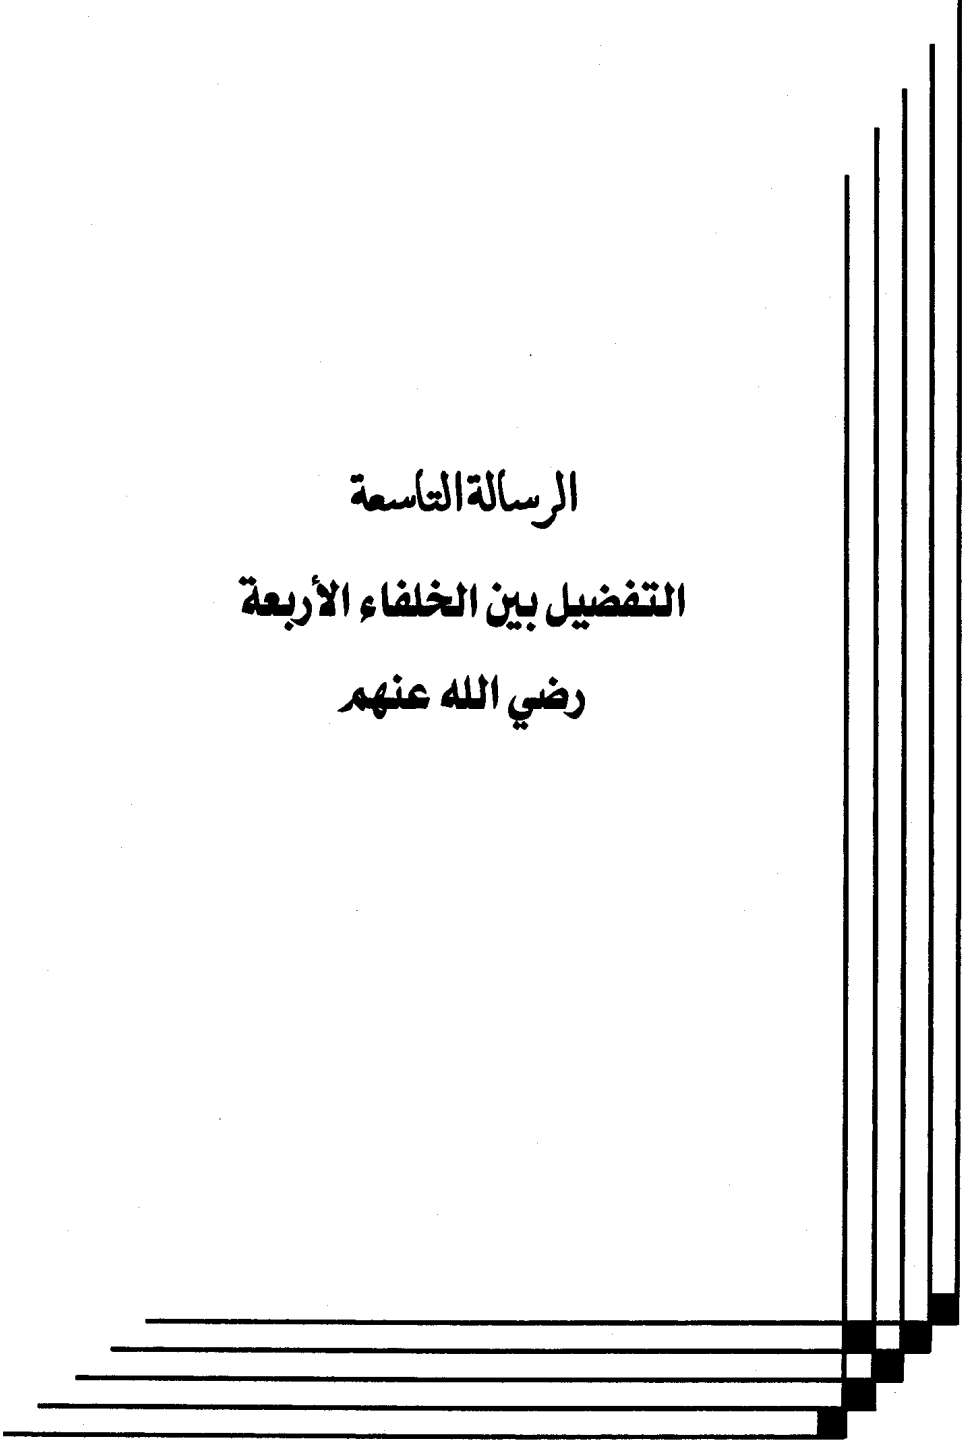 الرسالة التاسعة
التفضيل بين الخلفاء الأربعة
رضي الله عنهم